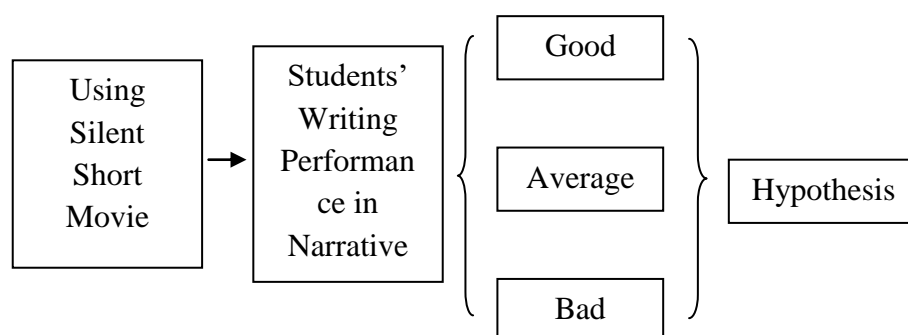 Using
Silent
Short
Movie
Students’
Writing
Performan
ce in
Narrative
Good
Average
Bad
Hypothesis